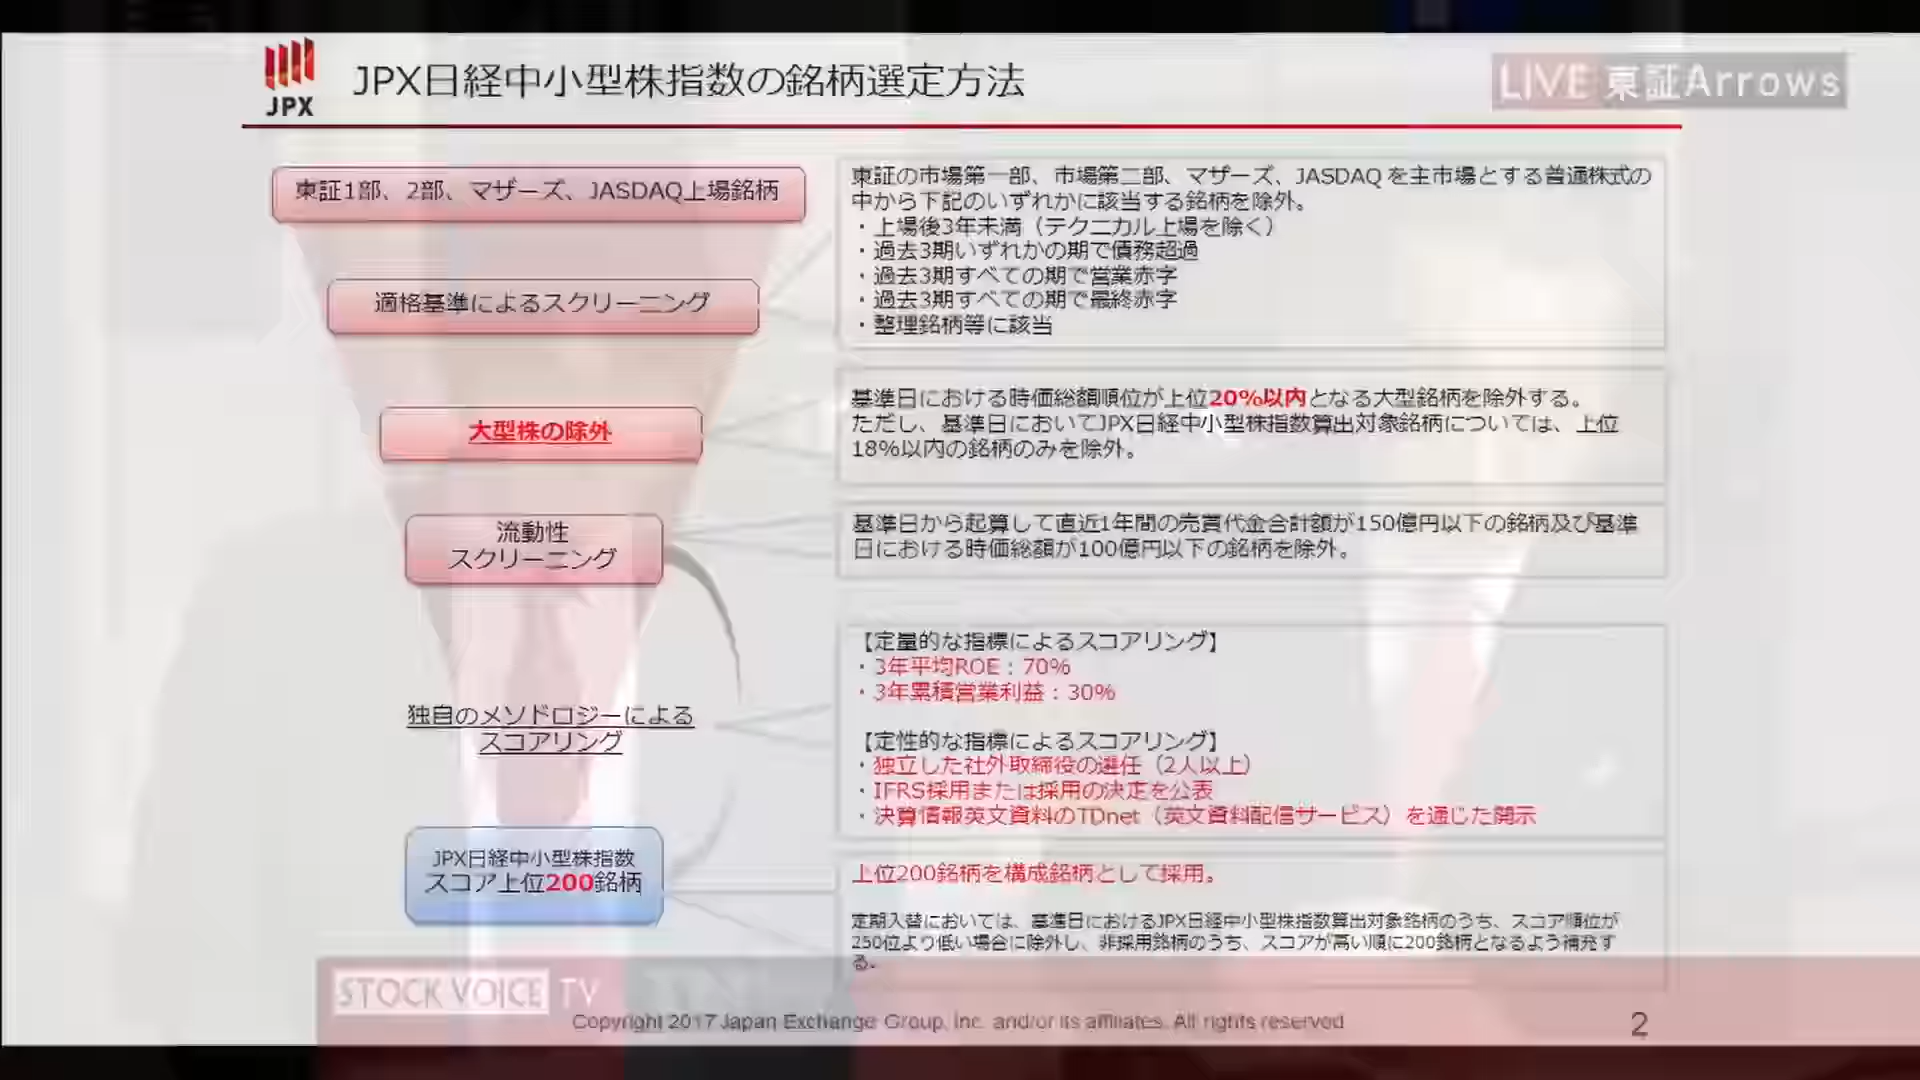 JPX
JPX日経中小型株指数の銘柄選定方法
LIVE 東証Arrows
東証1部、2部、マザーズ、JASDAQ上場銘柄
東証の市場第一部、市場第二部、マザーズ、JASDAQ を主市場とする普通株式の
中から下記のいずれかに該当する銘柄を除外。
・上場後3年未満（テクニカル上場を除く）
・過去3期いずれかの期で債務超過
・過去3期すべての期で営業赤字
・過去3期すべての期で最終赤字
・整理銘柄等に該当
適格基準によるスクリーニング
大型株の除外
基準日における時価総額順位が上位20%以内となる大型銘柄を除外する。
ただし、基準日においてJPX日経中小型株指数算出対象銘柄については、上位
18%以内の銘柄のみを除外。
流動性
スクリーニング
基準日から起算して直近1年間の売買代金合計額が150億円以下の銘柄及び基準
日における時価総額が100億円以下の銘柄を除外。
独自のメソドロジーによる
スコアリング
【定量的な指標によるスコアリング】
・3年平均ROE：70%
・3年累積営業利益：30%
【定性的な指標によるスコアリング】
・独立した社外取締役の選任（2人以上）
・IFRS採用または採用の決定を公表
・決算情報英文資料のTDnet（英文資料配信サービス）を通じた開示
JPX日経中小型株指数
スコア上位200銘柄
上位200銘柄を構成銘柄として採用。
定期入替においては、基準日におけるJPX日経中小型株指数算出対象銘柄のうち、スコア順位が
250位より低い場合に除外し、非採用銘柄のうち、スコアが高い順に200銘柄となるよう補充す
る。
STOCK VOICE TV
Copyright 2017 Japan Exchange Group, Inc. and/or its affiliates. All rights reserved
2